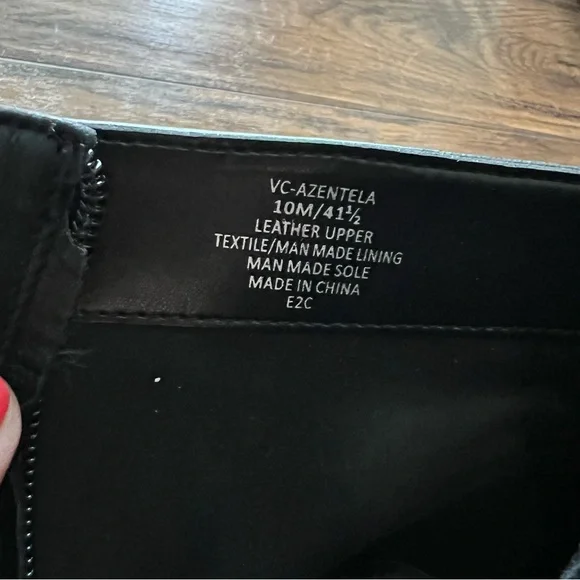 VC-AZENTELA
10M/41½
LEATHER UPPER
TEXTILE/MAN MADE LINING
MAN MADE SOLE
MADE IN CHINA
E2C